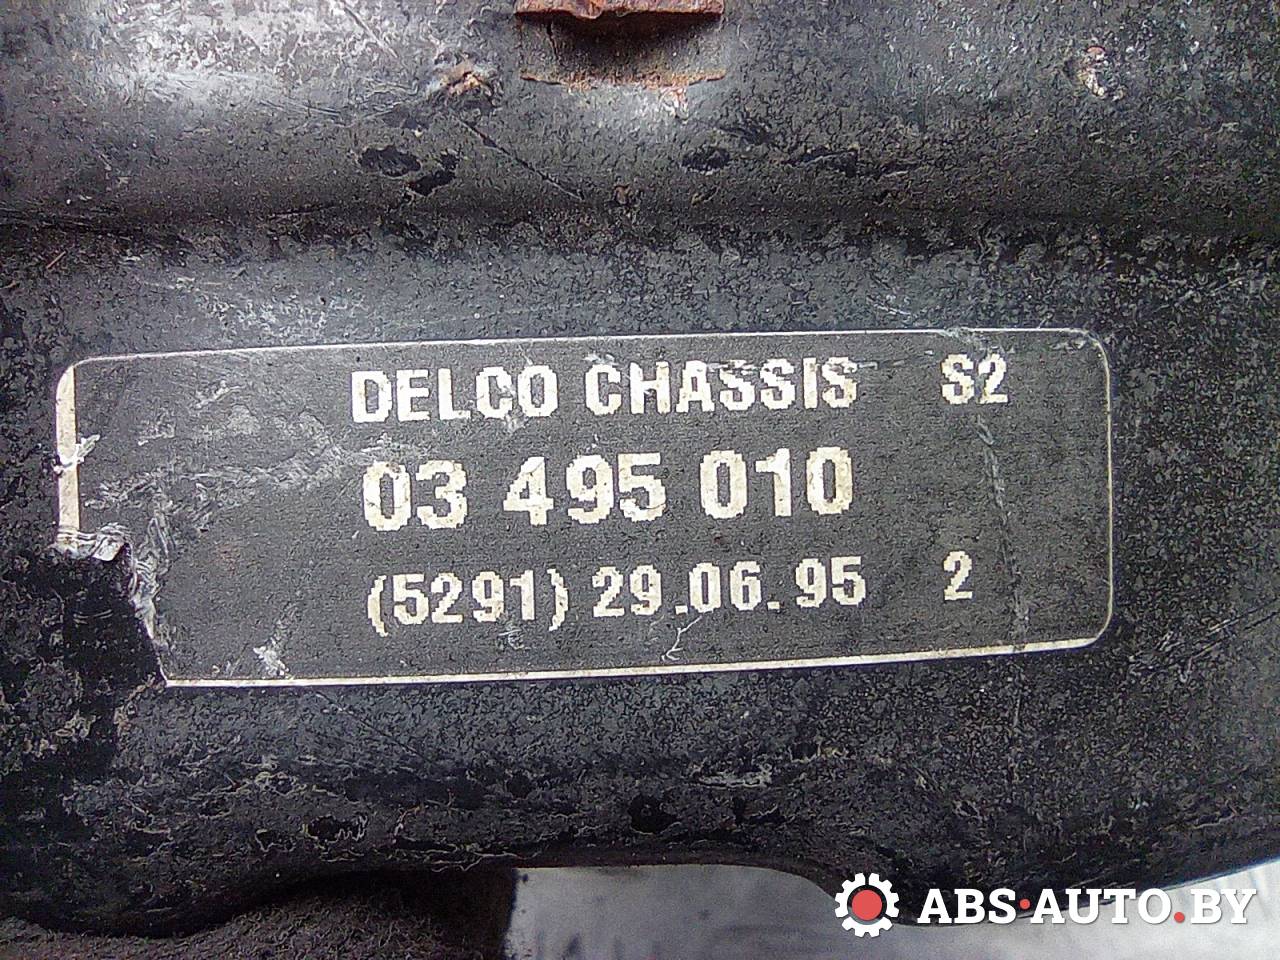 DELCO CHASSIS S2
03 495 010
(5291) 29.06.95 2
ABS·AUTO.BY